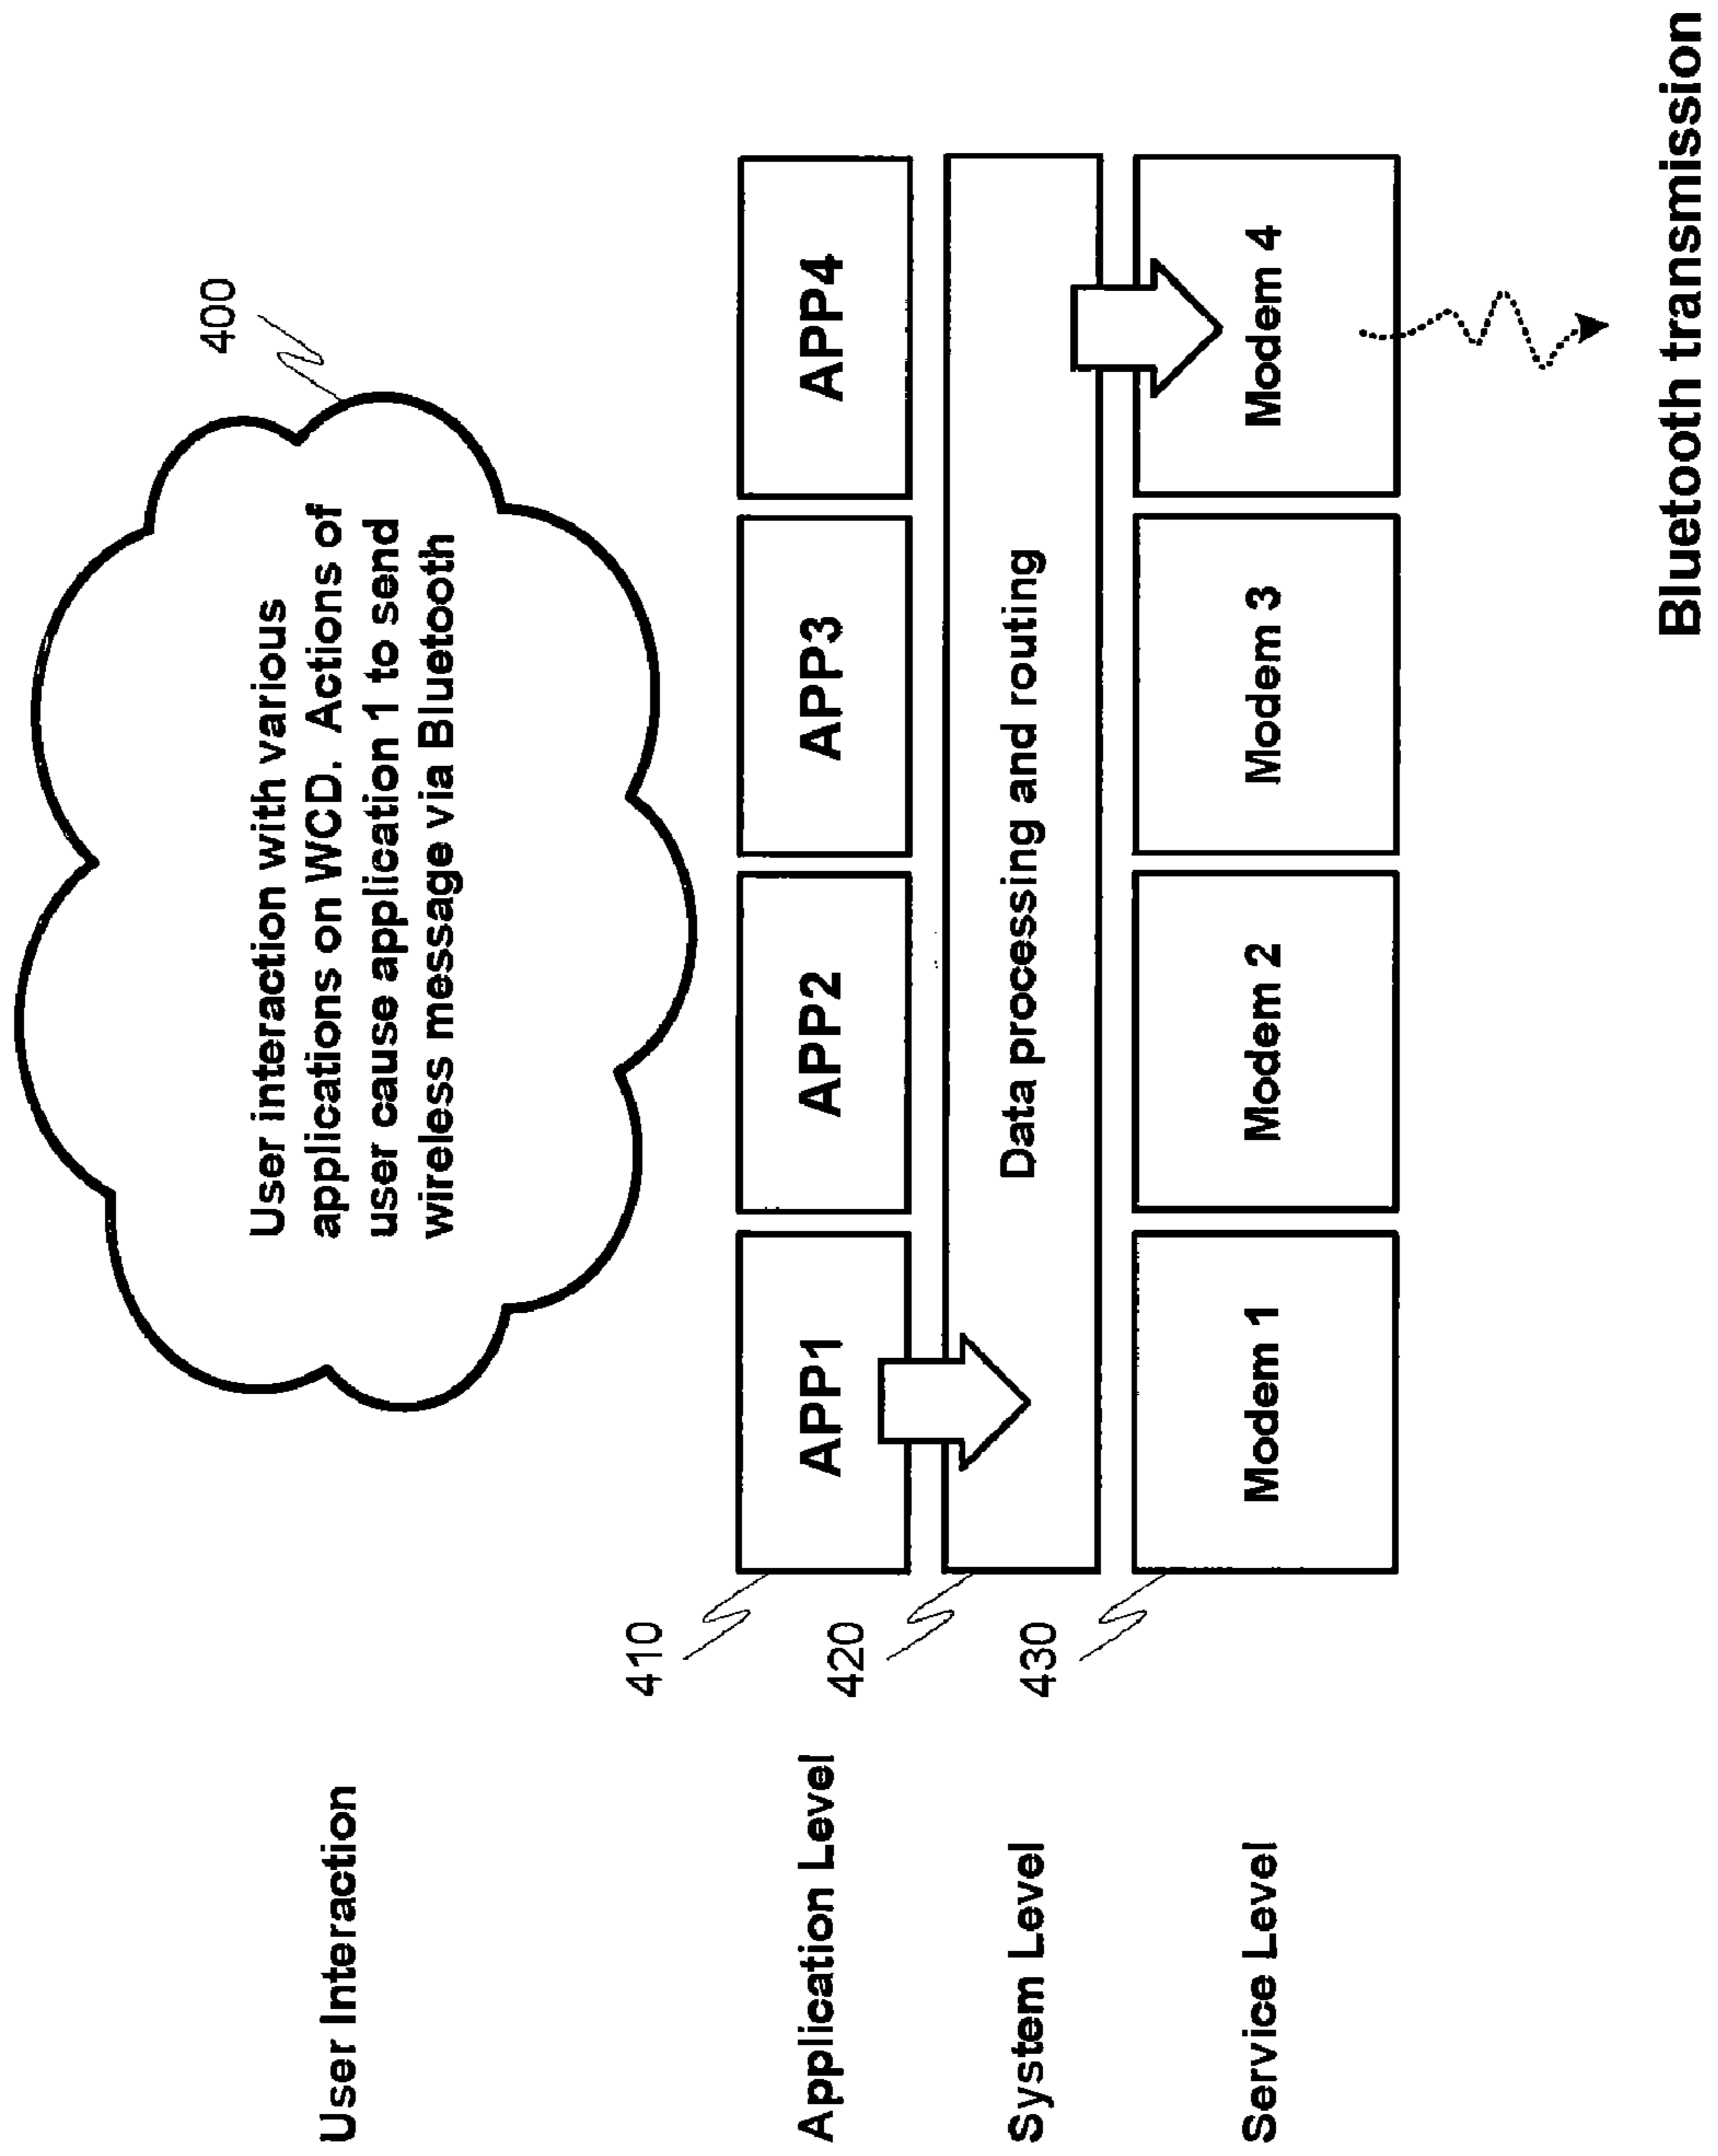 400
User Interaction
User interaction with various
applications on WCD. Actions of
user cause application 1 to send
wireless message via Bluetooth
410
Application Level
APP1
APP2
APP3
APP4
420
System Level
Data processing and routing
430
Service Level
Modem 1
Modem 2
Modem 3
Modem 4
Bluetooth transmission